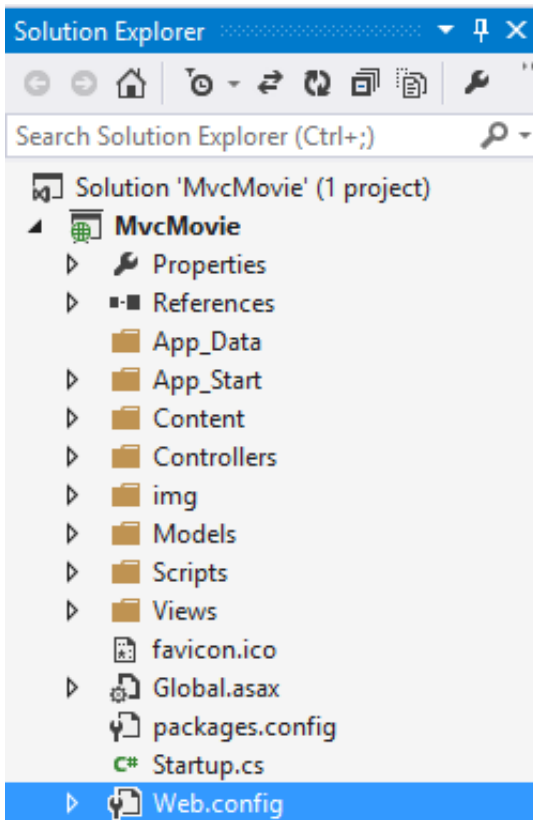 Solution Explorer
Search Solution Explorer (Ctrl+;)
Solution 'MvcMovie' (1 project)
MvcMovie
Properties
References
App_Data
App_Start
Content
Controllers
img
Models
Scripts
Views
favicon.ico
Global.asax
packages.config
C# Startup.cs
Web.config